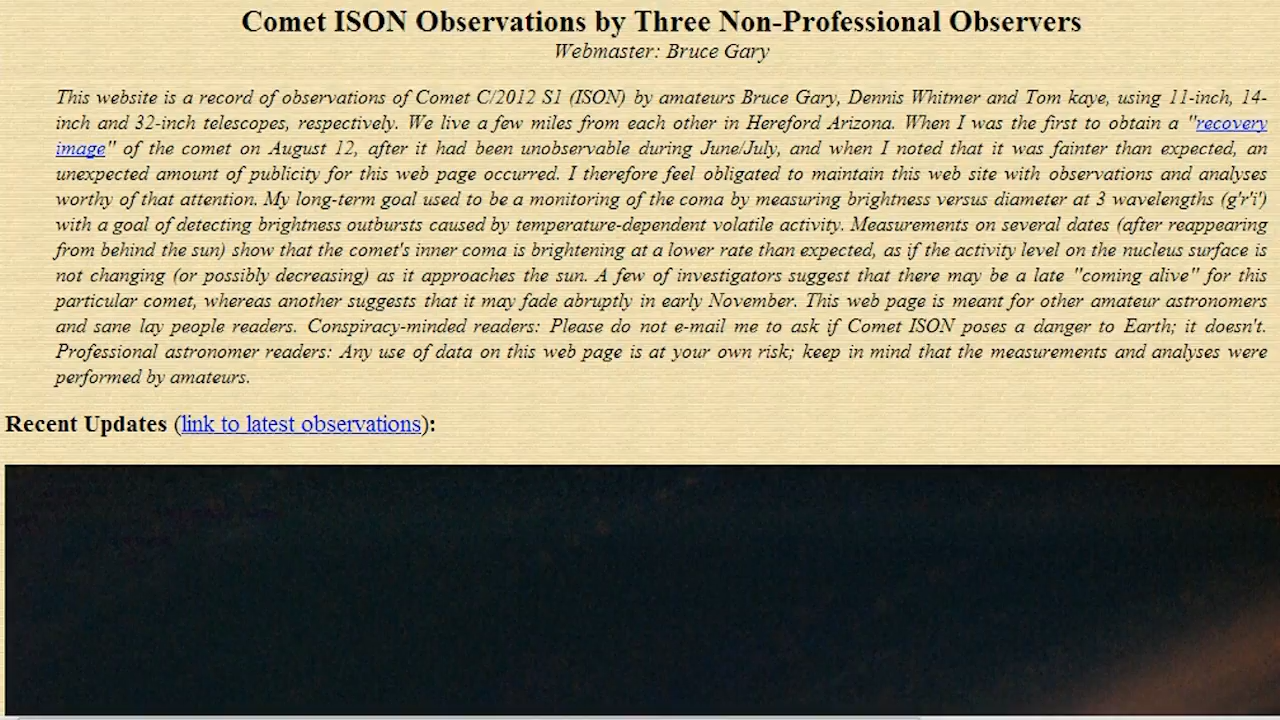 Comet ISON Observations by Three Non-Professional Observers
Webmaster: Bruce Gary
This website is a record of observations of Comet C/2012 S1 (ISON) by amateurs Bruce Gary, Dennis Whitmer and Tom kaye, using 11-inch, 14-
inch and 32-inch telescopes, respectively. We live a few miles from each other in Hereford Arizona. When I was the first to obtain a "recovery
image" of the comet on August 12, after it had been unobservable during June/July, and when I noted that it was fainter than expected, an
unexpected amount of publicity for this web page occurred. I therefore feel obligated to maintain this web site with observations and analyses
worthy of that attention. My long-term goal used to be a monitoring of the coma by measuring brightness versus diameter at 3 wavelengths (g'r'i')
with a goal of detecting brightness outbursts caused by temperature-dependent volatile activity. Measurements on several dates (after reappearing
from behind the sun) show that the comet's inner coma is brightening at a lower rate than expected, as if the activity level on the nucleus surface is
not changing (or possibly decreasing) as it approaches the sun. A few of investigators suggest that there may be a late "coming alive" for this
particular comet, whereas another suggests that it may fade abruptly in early November. This web page is meant for other amateur astronomers
and sane lay people readers. Conspiracy-minded readers: Please do not e-mail me to ask if Comet ISON poses a danger to Earth; it doesn't.
Professional astronomer readers: Any use of data on this web page is at your own risk; keep in mind that the measurements and analyses were
performed by amateurs.
Recent Updates (link to latest observations):